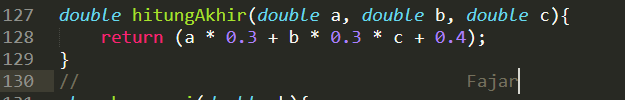 127 double hitungAkhir(double a, double b, double c){
128 return (a * 0.3 + b * 0.3 * c + 0.4);
129 }
130 // Fajar